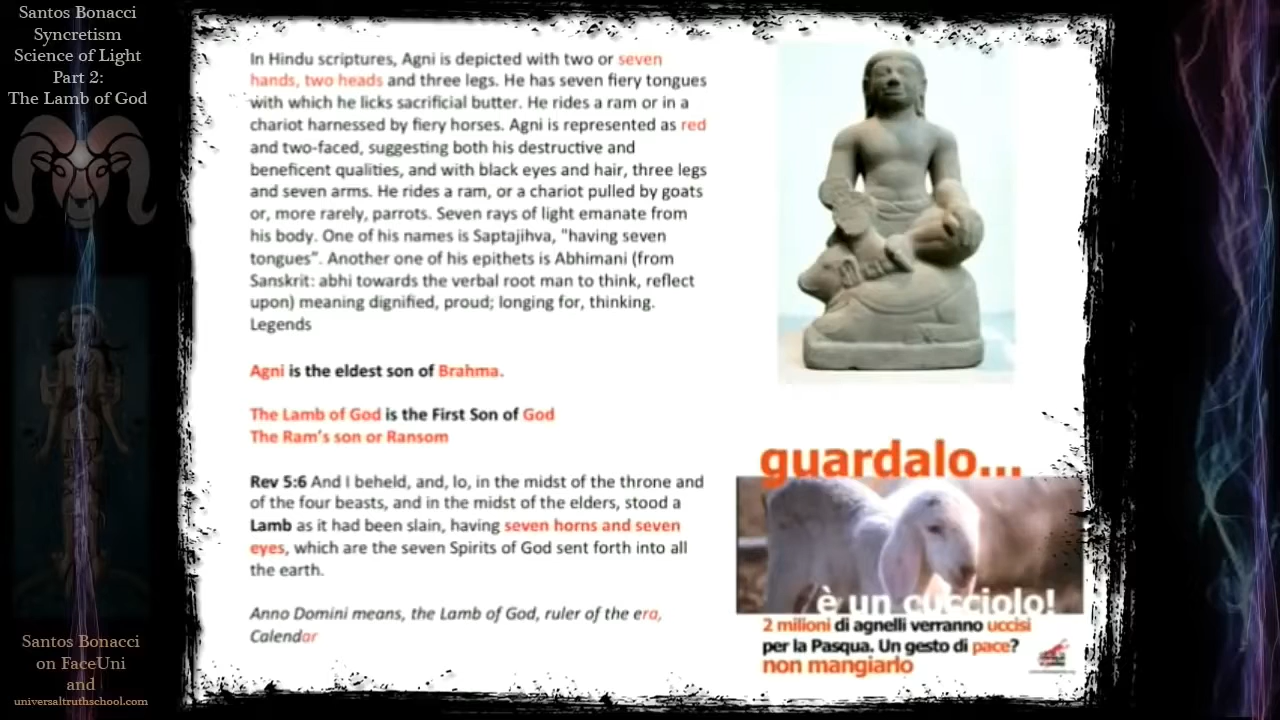 Santos Bonacci
Syncretism
Science of Light
Part 2:
The Lamb of God
In Hindu scriptures, Agni is depicted with two or seven
hands, two heads and three legs. He has seven fiery tongues
with which he licks sacrificial butter. He rides a ram or in a
chariot harnessed by fiery horses. Agni is represented as red
and two-faced, suggesting both his destructive and
beneficent qualities, and with black eyes and hair, three legs
and seven arms. He rides a ram, or a chariot pulled by goats
or, more rarely, parrots. Seven rays of light emanate from
his body. One of his names is Saptajihva, "having seven
tongues". Another one of his epithets is Abhimani (from
Sanskrit: abhi towards the verbal root man to think, reflect
upon) meaning dignified, proud; longing for, thinking.
Legends
Agni is the eldest son of Brahma.
The Lamb of God is the First Son of God
The Ram's son or Ransom
Rev 5:6 And I beheld, and, lo, in the midst of the throne and
of the four beasts, and in the midst of the elders, stood a
Lamb as it had been slain, having seven horns and seven
eyes, which are the seven Spirits of God sent forth into all
the earth.
Anno Domini means, the Lamb of God, ruler of the era,
Calendar
guardalo...
è un cucciolo!
2 milioni di agnelli verranno uccisi
per la Pasqua. Un gesto di pace?
non mangiarlo
Santos Bonacci
on FaceUni
and
universaltruthschool.com